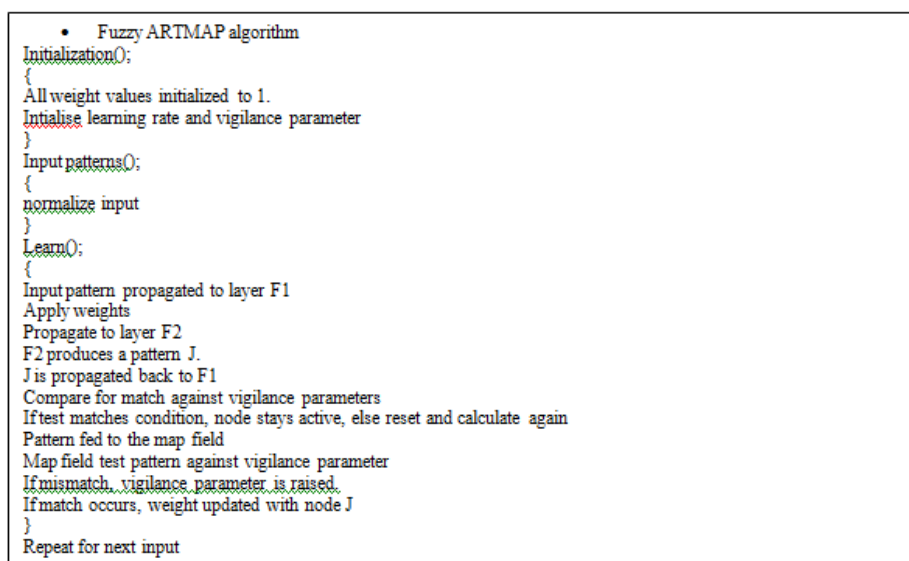 • Fuzzy ARTMAP algorithm
Initialization();
{
All weight values initialized to 1.
Intialise learning rate and vigilance parameter
}
Input patterns();
{
normalize input
}
Learn();
{
Input pattern propagated to layer F1
Apply weights
Propagate to layer F2
F2 produces a pattern J.
J is propagated back to F1
Compare for match against vigilance parameters
If test matches condition, node stays active, else reset and calculate again
Pattern fed to the map field
Map field test pattern against vigilance parameter
If mismatch, vigilance parameter is raised.
If match occurs, weight updated with node J
}
Repeat for next input